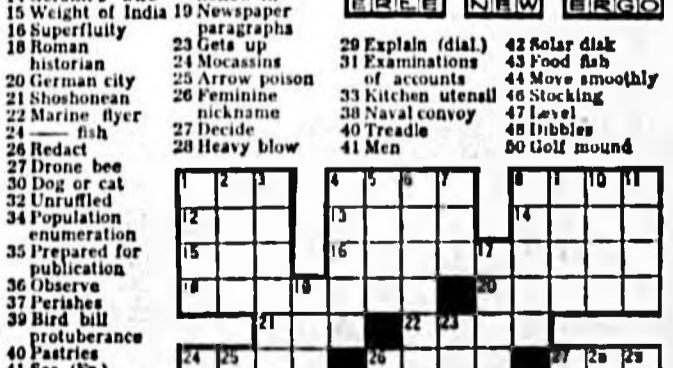 15 Weight of India
16 Superfluity
18 Roman
historian
20 German city
21 Shoshonean
22 Marine flyer
24 —— fish
26 Redact
27 Drone bee
30 Dog or cat
32 Unruffled
34 Population
enumeration
35 Prepared for
publication
36 Observe
37 Perishes
39 Bird bill
protuberance
40 Pastries
19 Newspaper
paragraphs
23 Gets up
24 Mocassins
25 Arrow poison
26 Feminine
nickname
27 Decide
28 Heavy blow
ERLE NEW ERGO
29 Explain (dial.)
31 Examinations
of accounts
33 Kitchen utensil
38 Naval convoy
40 Treadle
41 Men
42 Solar disk
43 Food fish
44 Move smoothly
46 Stocking
47 Level
48 Dibbles
50 Golf mound
1 2 3 4 5 6 7 8 9 10 11
12 13 14
15 16 17
18 19 20
21 22 23
24 25 26 27 28 29